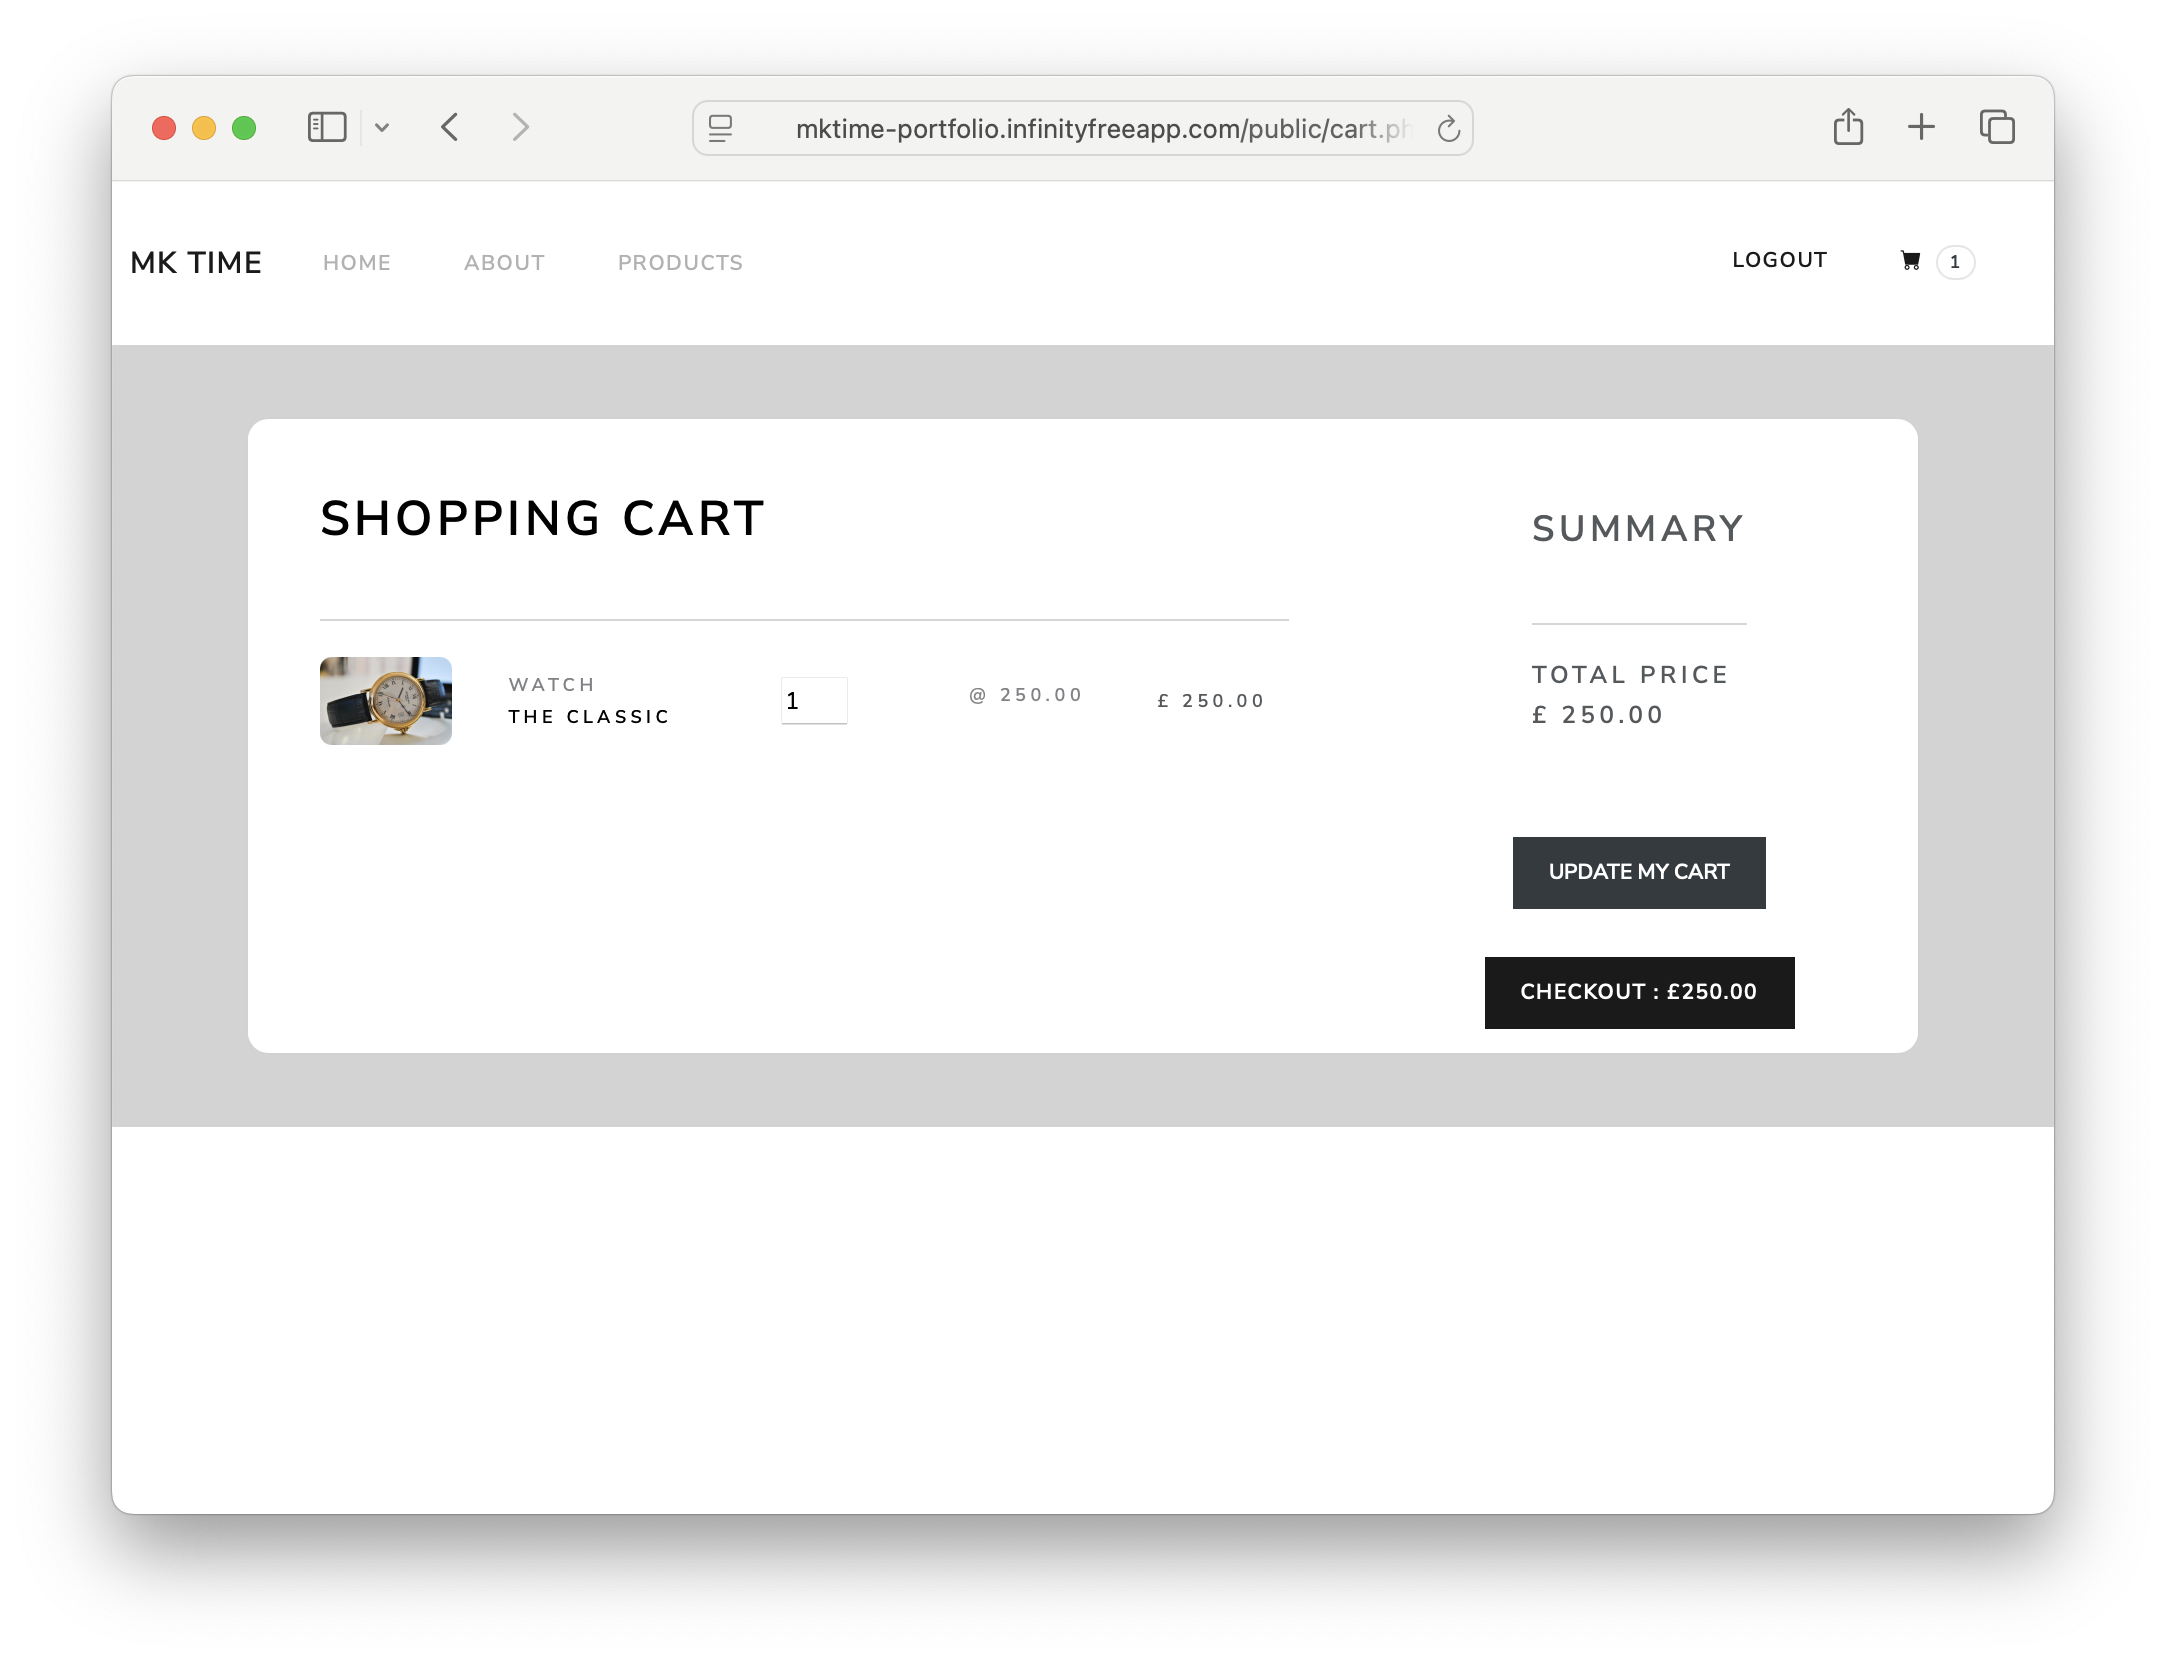 mktime-portfolio.infinityfreeapp.com/public/cart.ph
MK TIME HOME ABOUT PRODUCTS LOGOUT 1
SHOPPING CART
SUMMARY
WATCH
THE CLASSIC
1
@ 250.00
£ 250.00
TOTAL PRICE
£ 250.00
UPDATE MY CART
CHECKOUT : £250.00